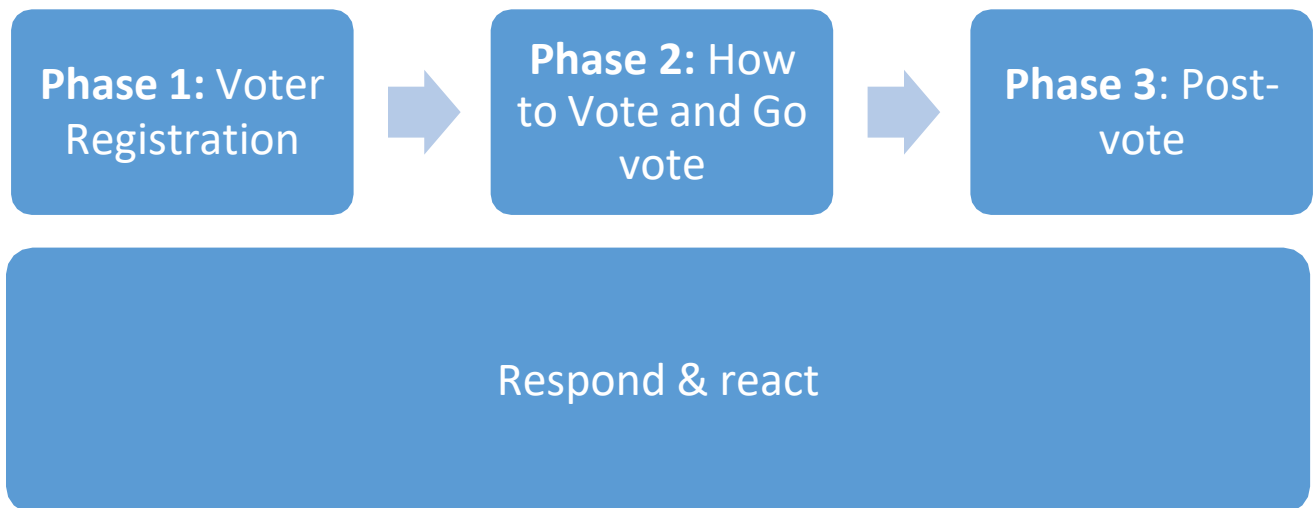 Phase 1: Voter
Registration
Phase 2: How
to Vote and Go
vote
Phase 3: Post-
vote
Respond & react